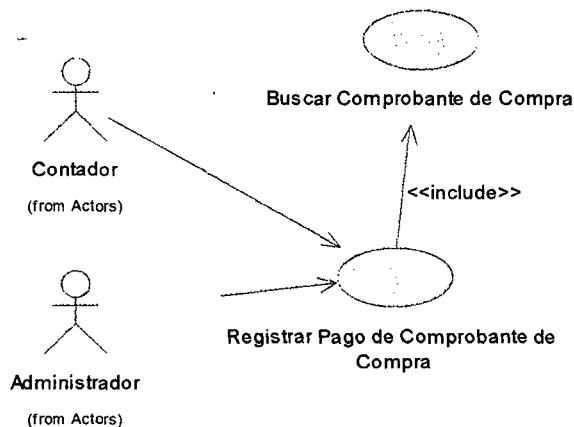 Buscar Comprobante de Compra
Contador
(from Actors)
<<include>>
Registrar Pago de Comprobante de
Compra
Administrador
(from Actors)